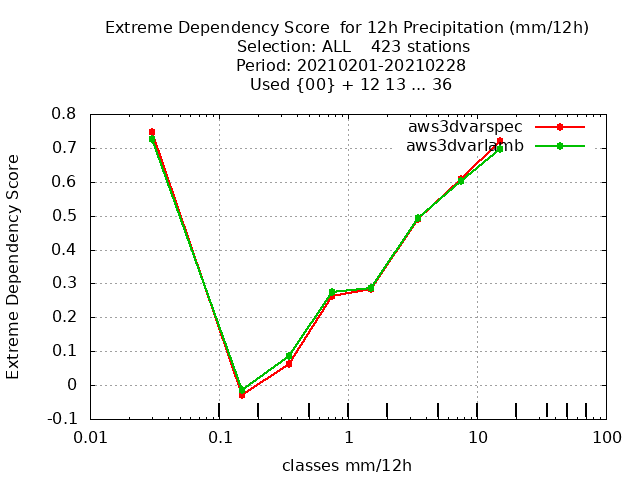 Extreme Dependency Score  for 12h Precipitation (mm/12h)
Selection: ALL    423 stations
Period: 20210201-20210228
Used {00} + 12 13 ... 36
Extreme Dependency Score
0.8
0.7
0.6
0.5
0.4
0.3
0.2
0.1
0
-0.1
aws3dvarspec
aws3dvarlamb
0.01
0.1
1
10
100
classes mm/12h